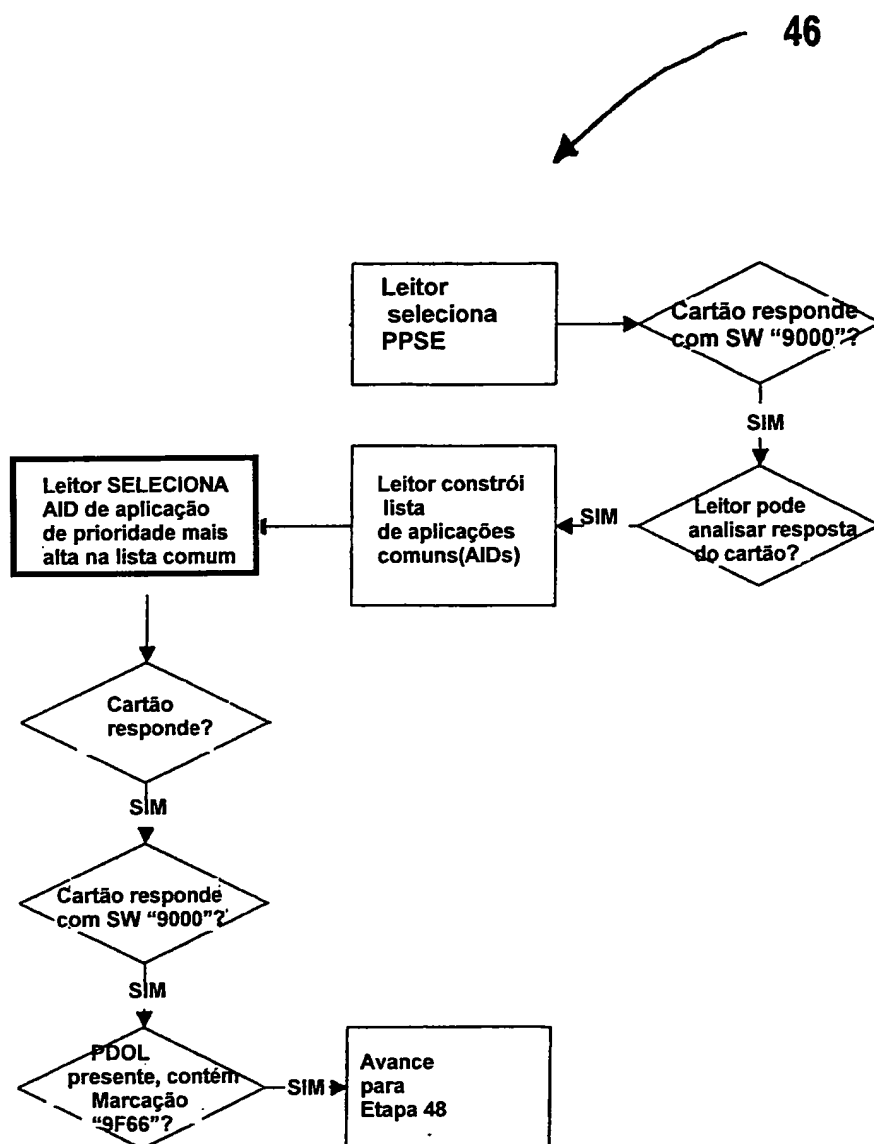 46
Leitor
seleciona
PPSE
Cartão responde
com SW “9000”?
SIM
Leitor pode
analisar resposta
do cartão?
SIM
Leitor constrói
lista
de aplicações
comuns(AIDs)
Leitor SELECIONA
AID de aplicação
de prioridade mais
alta na lista comum
Cartão
responde?
SIM
Cartão responde
com SW “9000”?
SIM
PDOL
presente, contém
Marcação
“9F66”?
SIM
Avance
para
Etapa 48